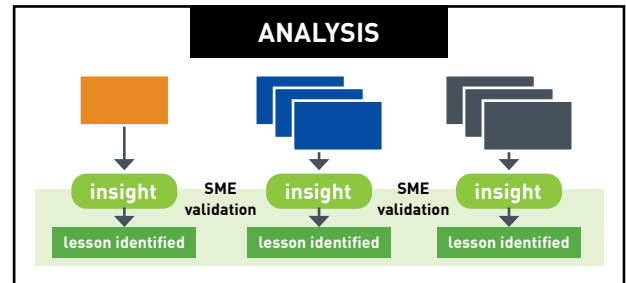 ANALYSIS
insight
SME
validation
insight
SME
validation
insight
lesson identified
lesson identified
lesson identified